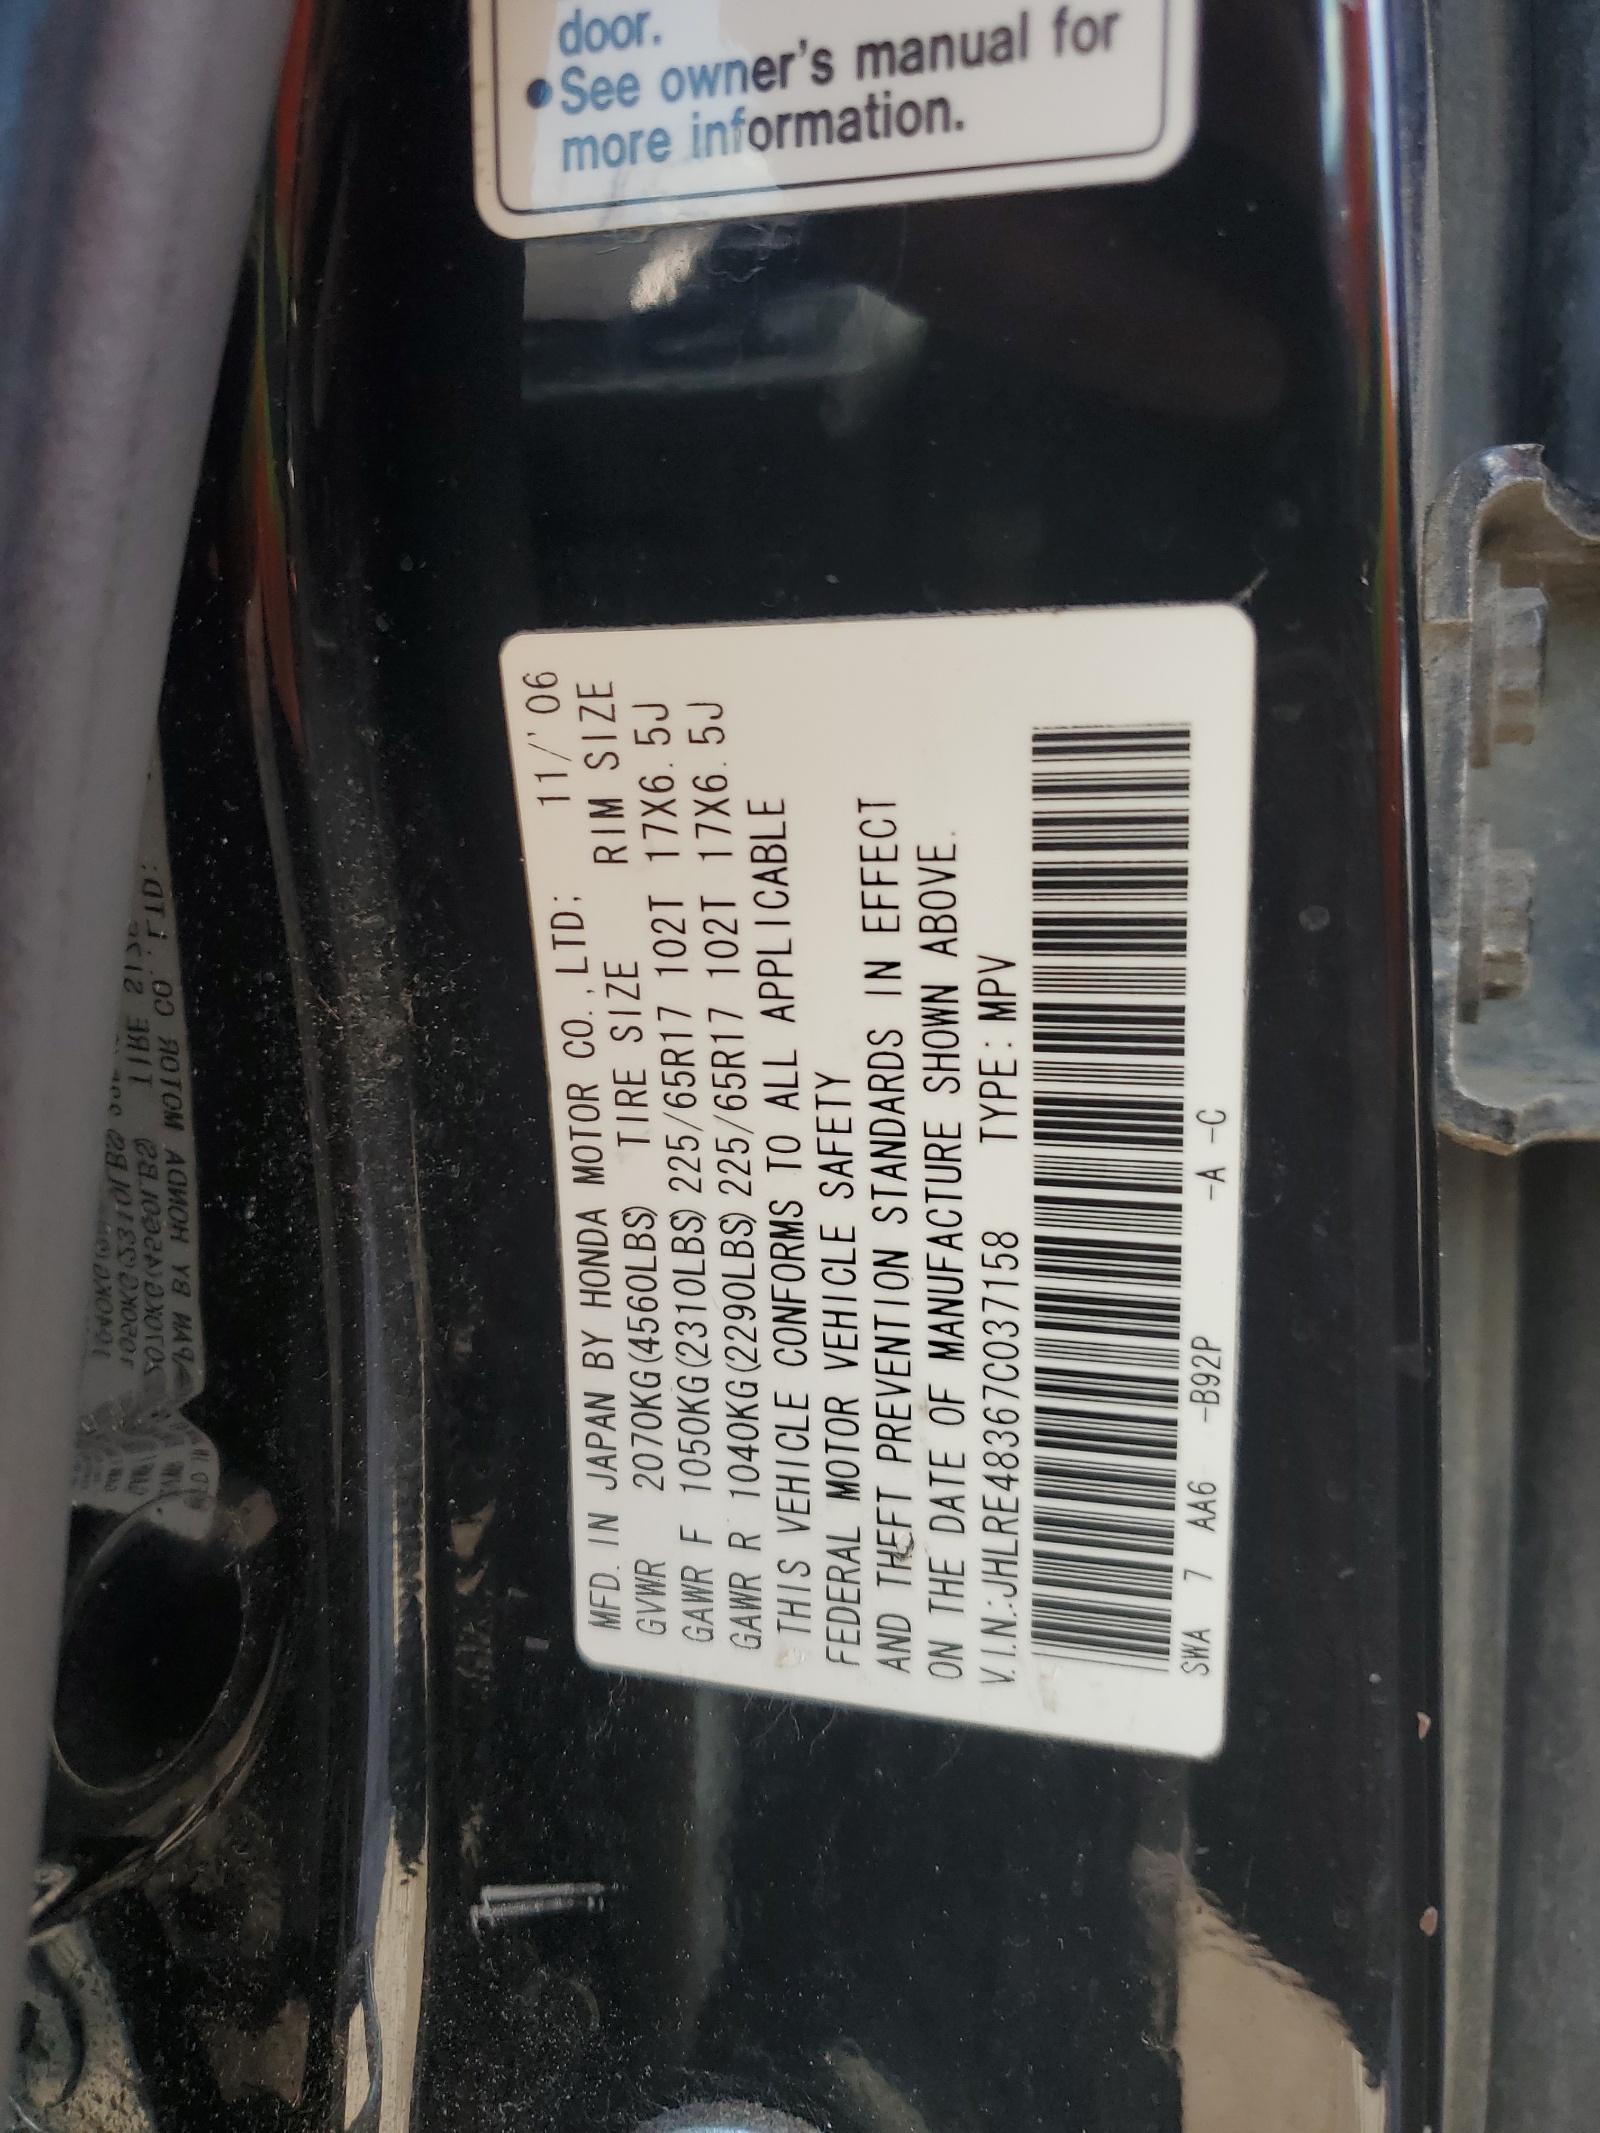 door.
●See owner's manual for
more information.
MFD. IN JAPAN BY HONDA MOTOR CO.,LTD; 11/'06
GVWR 2070KG(4560LBS) TIRE SIZE RIM SIZE
GAWR F 1050KG(2310LBS) 225/65R17 102T 17X6.5J
GAWR R 1040KG(2290LBS) 225/65R17 102T 17X6.5J
THIS VEHICLE CONFORMS TO ALL APPLICABLE
FEDERAL MOTOR VEHICLE SAFETY
AND THEFT PREVENTION STANDARDS IN EFFECT
ON THE DATE OF MANUFACTURE SHOWN ABOVE.
V.I.N.:JHLRE48367C037158 TYPE:MPV
SWA 7 AA6 -B92P -A -C